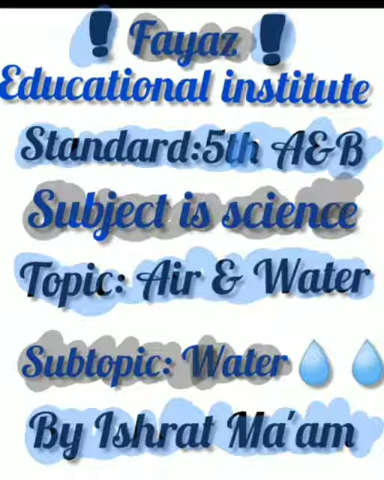 ! Fayaz !
Educational institute
Standard:5th A&B
Subject is science
Topic: Air & Water
Subtopic: Water
By Ishrat Ma'am